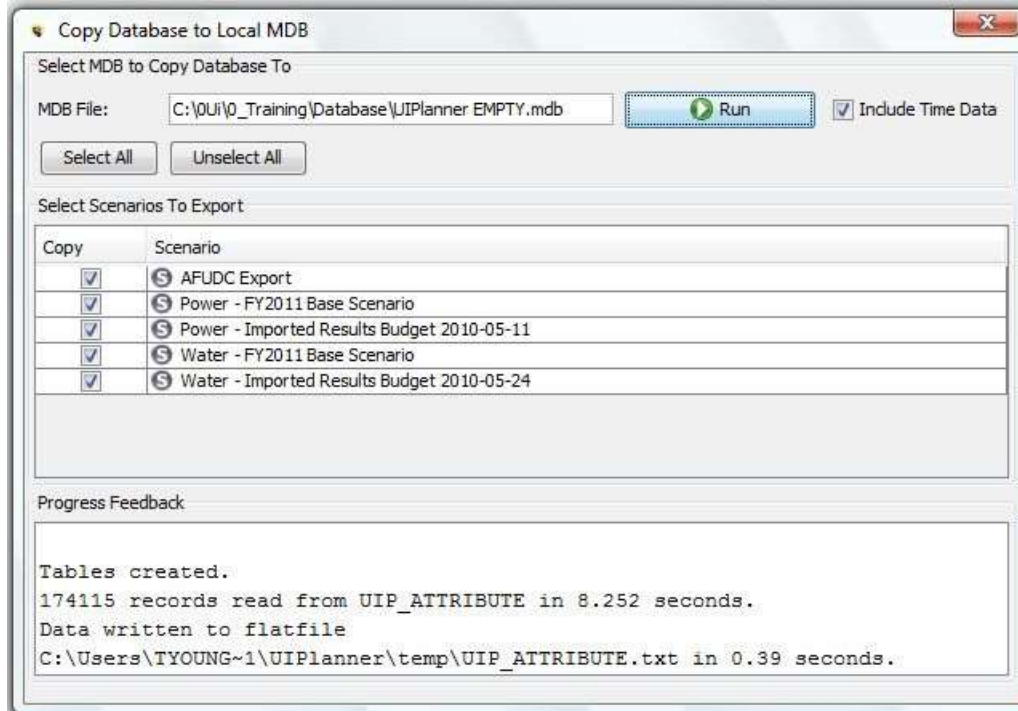 Copy Database to Local MDB
Select MDB to Copy Database To
MDB File: C:\0Ui\0_Training\Database\UIPlanner EMPTY.mdb Run Include Time Data
Select All Unselect All
Select Scenarios To Export
Copy Scenario
S AFUDC Export
S Power - FY2011 Base Scenario
S Power - Imported Results Budget 2010-05-11
S Water - FY2011 Base Scenario
S Water - Imported Results Budget 2010-05-24
Progress Feedback
Tables created.
174115 records read from UIP_ATTRIBUTE in 8.252 seconds.
Data written to flatfile
C:\Users\TYOUNG~1\UIPlanner\temp\UIP_ATTRIBUTE.txt in 0.39 seconds.